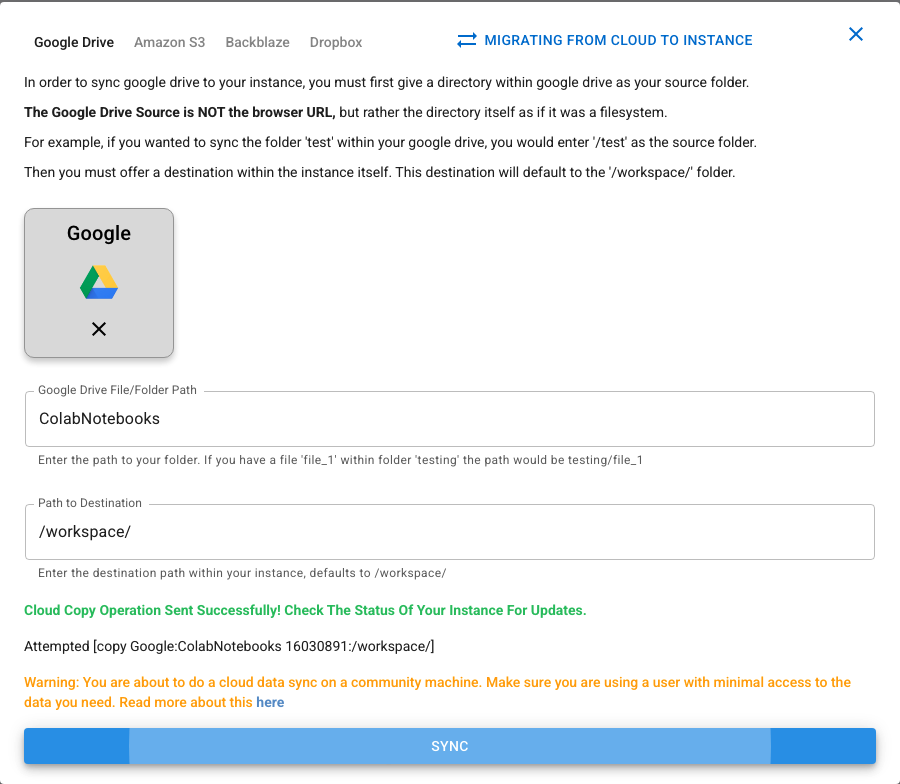 Google Drive Amazon S3 Backblaze Dropbox MIGRATING FROM CLOUD TO INSTANCE
In order to sync google drive to your instance, you must first give a directory within google drive as your source folder.
The Google Drive Source is NOT the browser URL, but rather the directory itself as if it was a filesystem.
For example, if you wanted to sync the folder 'test' within your google drive, you would enter '/test' as the source folder.
Then you must offer a destination within the instance itself. This destination will default to the '/workspace/' folder.
Google
Google Drive File/Folder Path
ColabNotebooks
Enter the path to your folder. If you have a file 'file_1' within folder 'testing' the path would be testing/file_1
Path to Destination
/workspace/
Enter the destination path within your instance, defaults to /workspace/
Cloud Copy Operation Sent Successfully! Check The Status Of Your Instance For Updates.
Attempted [copy Google:ColabNotebooks 16030891:/workspace/]
Warning: You are about to do a cloud data sync on a community machine. Make sure you are using a user with minimal access to the
data you need. Read more about this here
SYNC